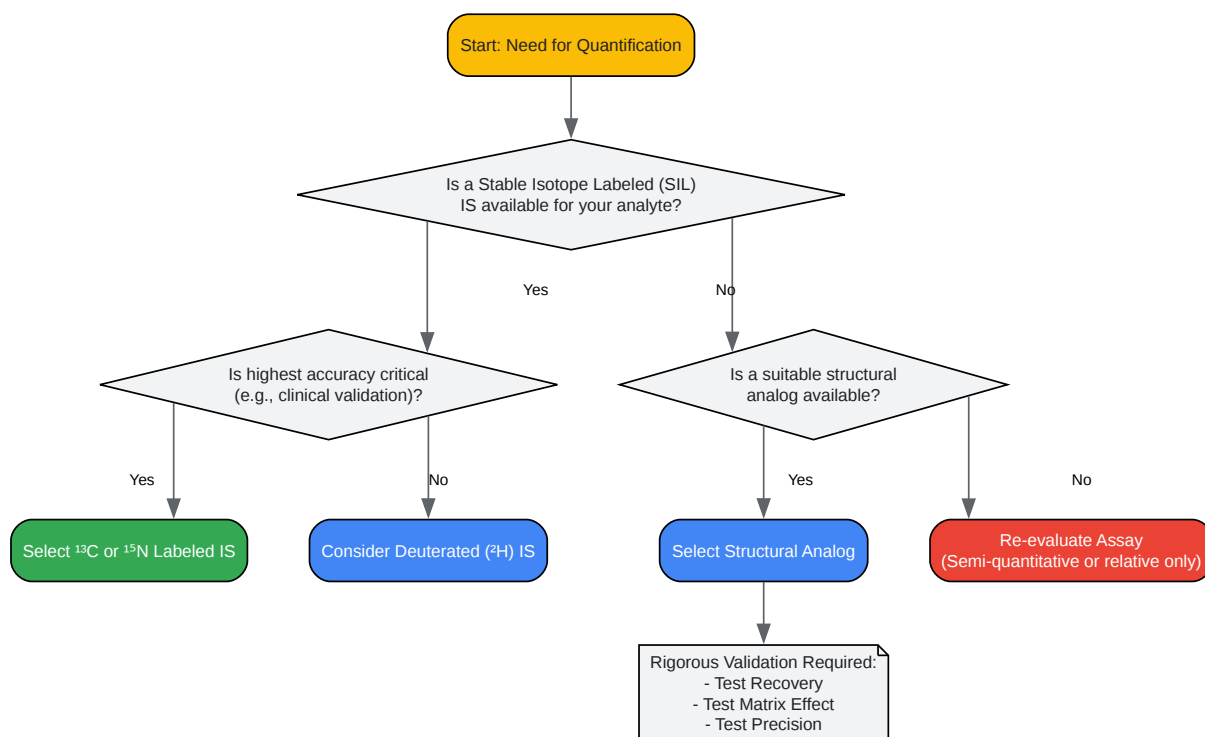 Start: Need for Quantification
Is a Stable Isotope Labeled (SIL)
IS available for your analyte?
Yes
No
Is highest accuracy critical
(e.g., clinical validation)?
Is a suitable structural
analog available?
Yes
No
Yes
No
Select ¹³C or ¹⁵N Labeled IS
Consider Deuterated (²H) IS
Select Structural Analog
Re-evaluate Assay
(Semi-quantitative or relative only)
Rigorous Validation Required:
- Test Recovery
- Test Matrix Effect
- Test Precision